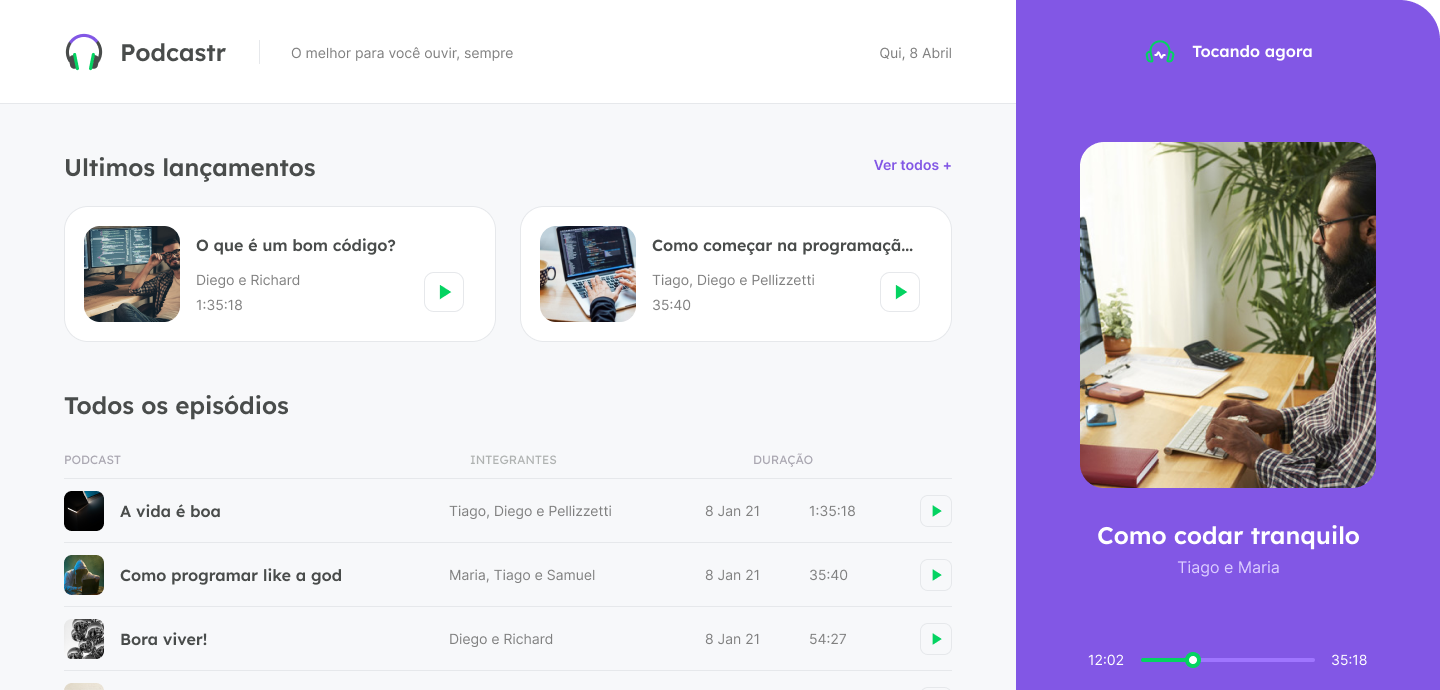 Podcastr
O melhor para você ouvir, sempre
Qui, 8 Abril
Ultimos lançamentos
Ver todos +
O que é um bom código?
Diego e Richard
1:35:18
Como começar na programaçã...
Tiago, Diego e Pellizzetti
35:40
Todos os episódios
PODCAST INTEGRANTES DURAÇÃO
A vida é boa Tiago, Diego e Pellizzetti 8 Jan 21 1:35:18
Como programar like a god Maria, Tiago e Samuel 8 Jan 21 35:40
Bora viver! Diego e Richard 8 Jan 21 54:27
Tocando agora
Como codar tranquilo
Tiago e Maria
12:02 35:18